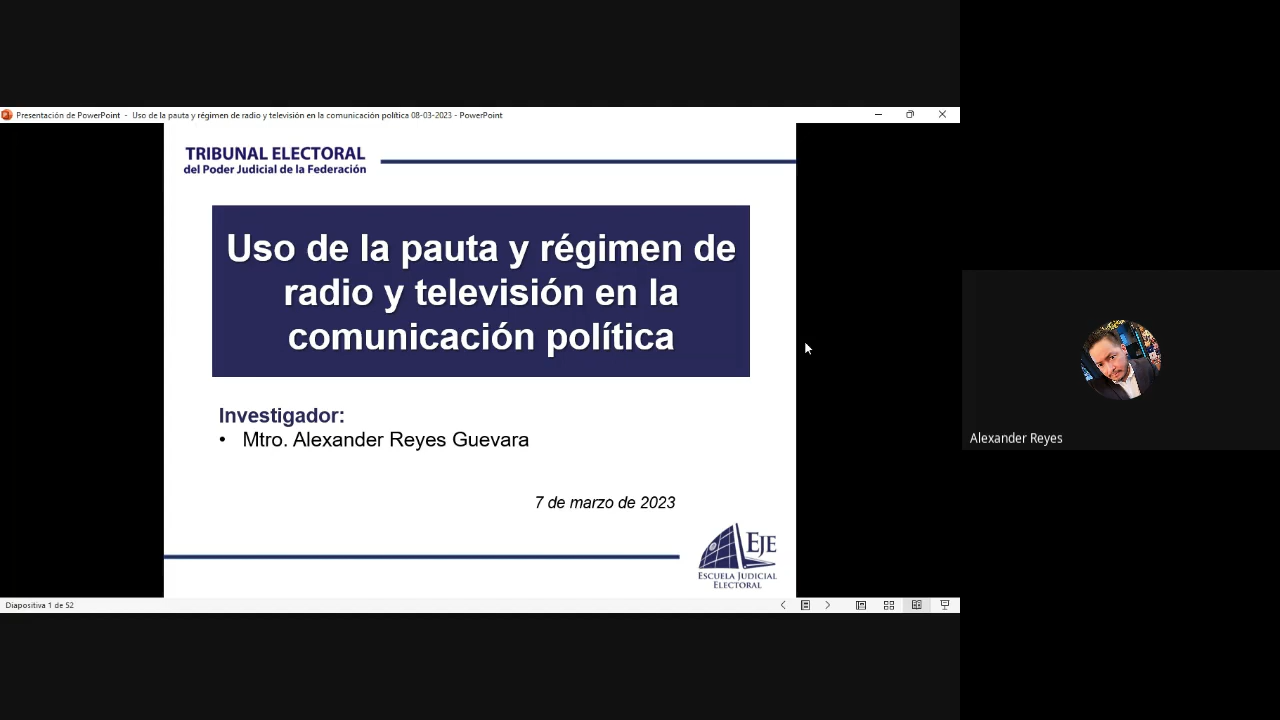 Presentación de PowerPoint - Uso de la pauta y régimen de radio y televisión en la comunicación política 08-03-2023 - PowerPoint
TRIBUNAL ELECTORAL
del Poder Judicial de la Federación
Uso de la pauta y régimen de
radio y televisión en la
comunicación política
Investigador:
• Mtro. Alexander Reyes Guevara
7 de marzo de 2023
EJE
ESCUELA JUDICIAL
ELECTORAL
Alexander Reyes
Diapositiva 1 de 52